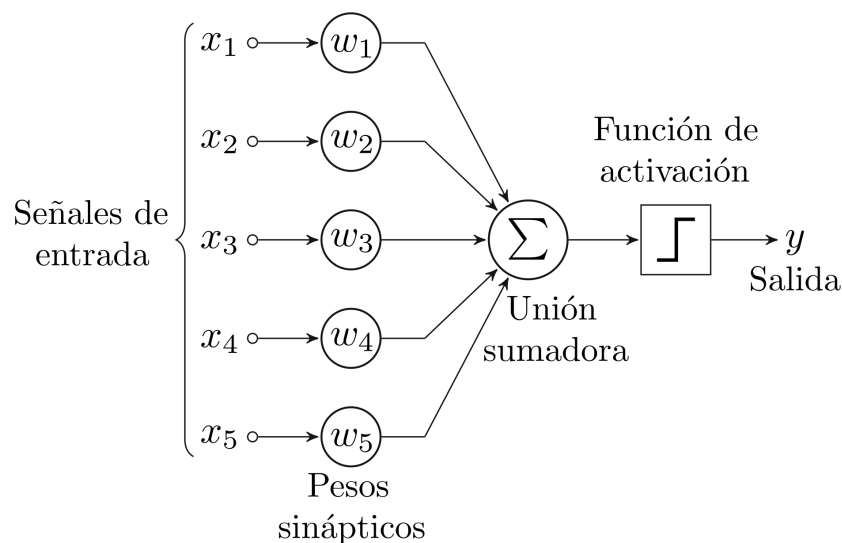 x₁ w₁
x₂ w₂
Función de
activación
Señales de
entrada
x₃ w₃ ∑ y
Salida
Unión
sumadora
x₄ w₄
x₅ w₅
Pesos
sinápticos